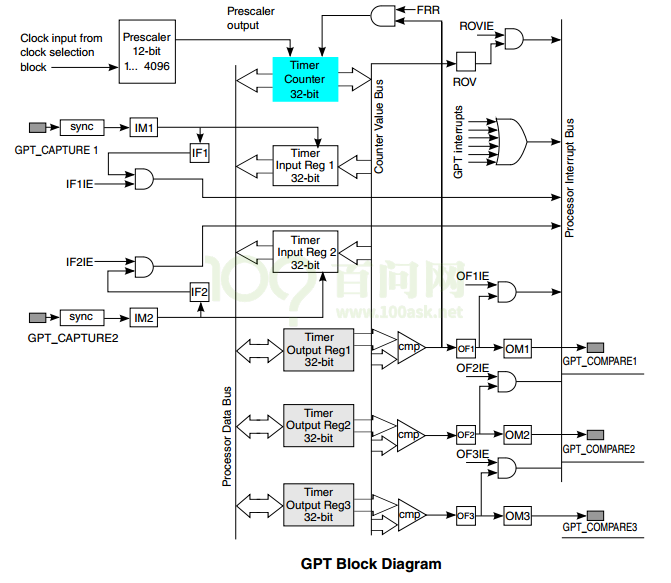 Prescaler
output
FRR
ROVIE
Clock input from
clock selection
block
Prescaler
12-bit
1... 4096
Timer
Counter
32-bit
ROV
Counter Value Bus
GPT interrupts
Processor Interrupt Bus
sync
IM1
GPT_CAPTURE 1
IF1
Timer
Input Reg 1
32-bit
IF1IE
IF2IE
Timer
Input Reg 2
32-bit
IF2
sync
IM2
GPT_CAPTURE2
百问网
www.100ask.net
OF1IE
Timer
Output Reg1
32-bit
cmp
OF1
OM1
GPT_COMPARE1
OF2IE
Processor Data Bus
Timer
Output Reg2
32-bit
cmp
OF2
OM2
GPT_COMPARE2
OF3IE
Timer
Output Reg3
32-bit
cmp
OF3
OM3
GPT_COMPARE3
GPT Block Diagram